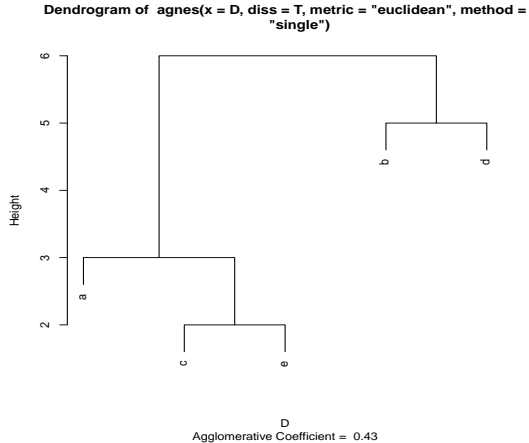 Dendrogram of  agnes(x = D, diss = T, metric = "euclidean", method =
"single")
Height
6
5
4
3
2
b
d
a
c
e
D
Agglomerative Coefficient =  0.43